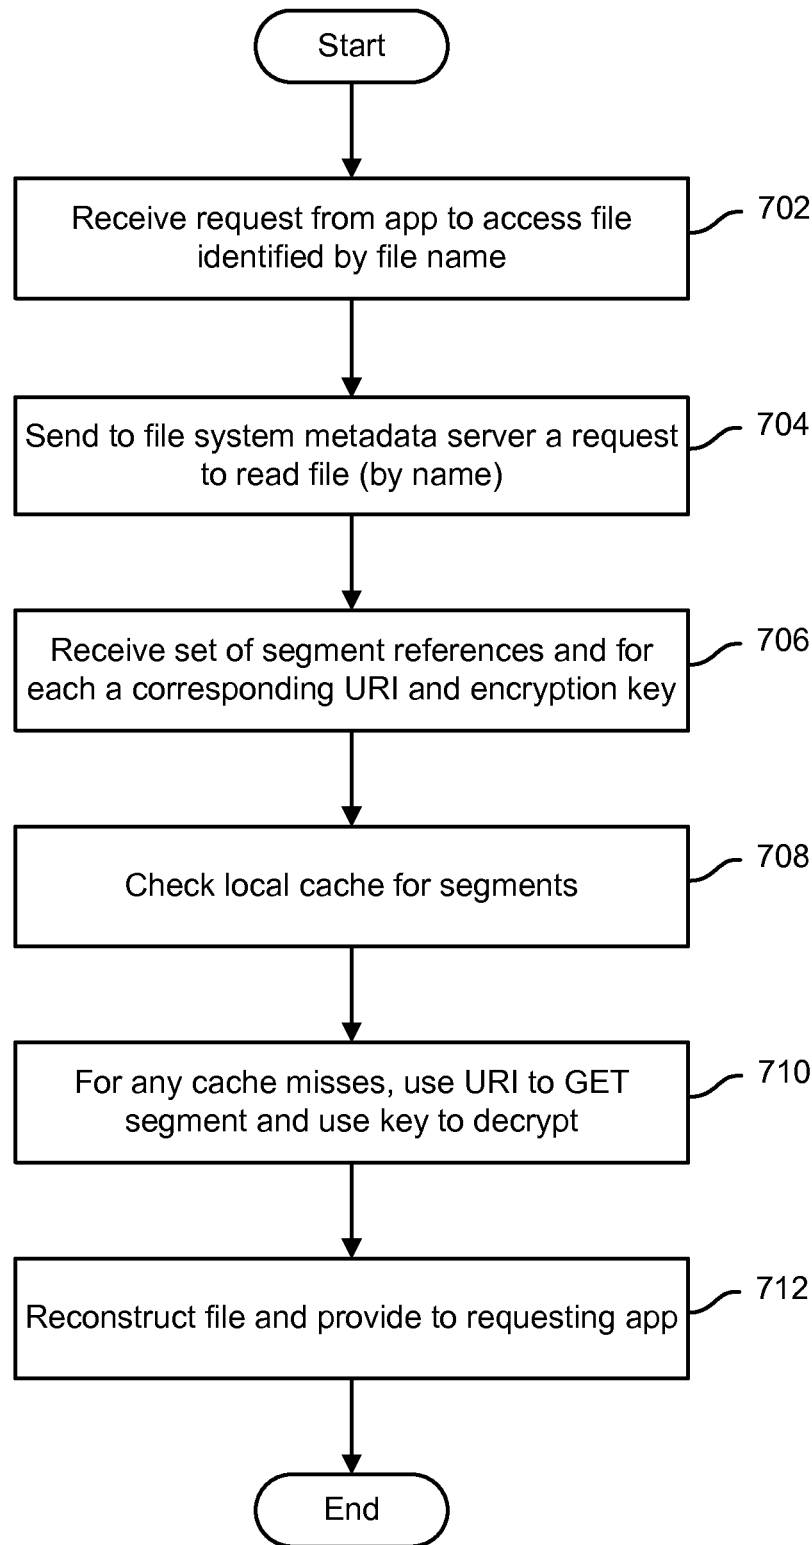 Start
Receive request from app to access file
identified by file name
702
Send to file system metadata server a request
to read file (by name)
704
Receive set of segment references and for
each a corresponding URI and encryption key
706
Check local cache for segments
708
For any cache misses, use URI to GET
segment and use key to decrypt
710
Reconstruct file and provide to requesting app
712
End